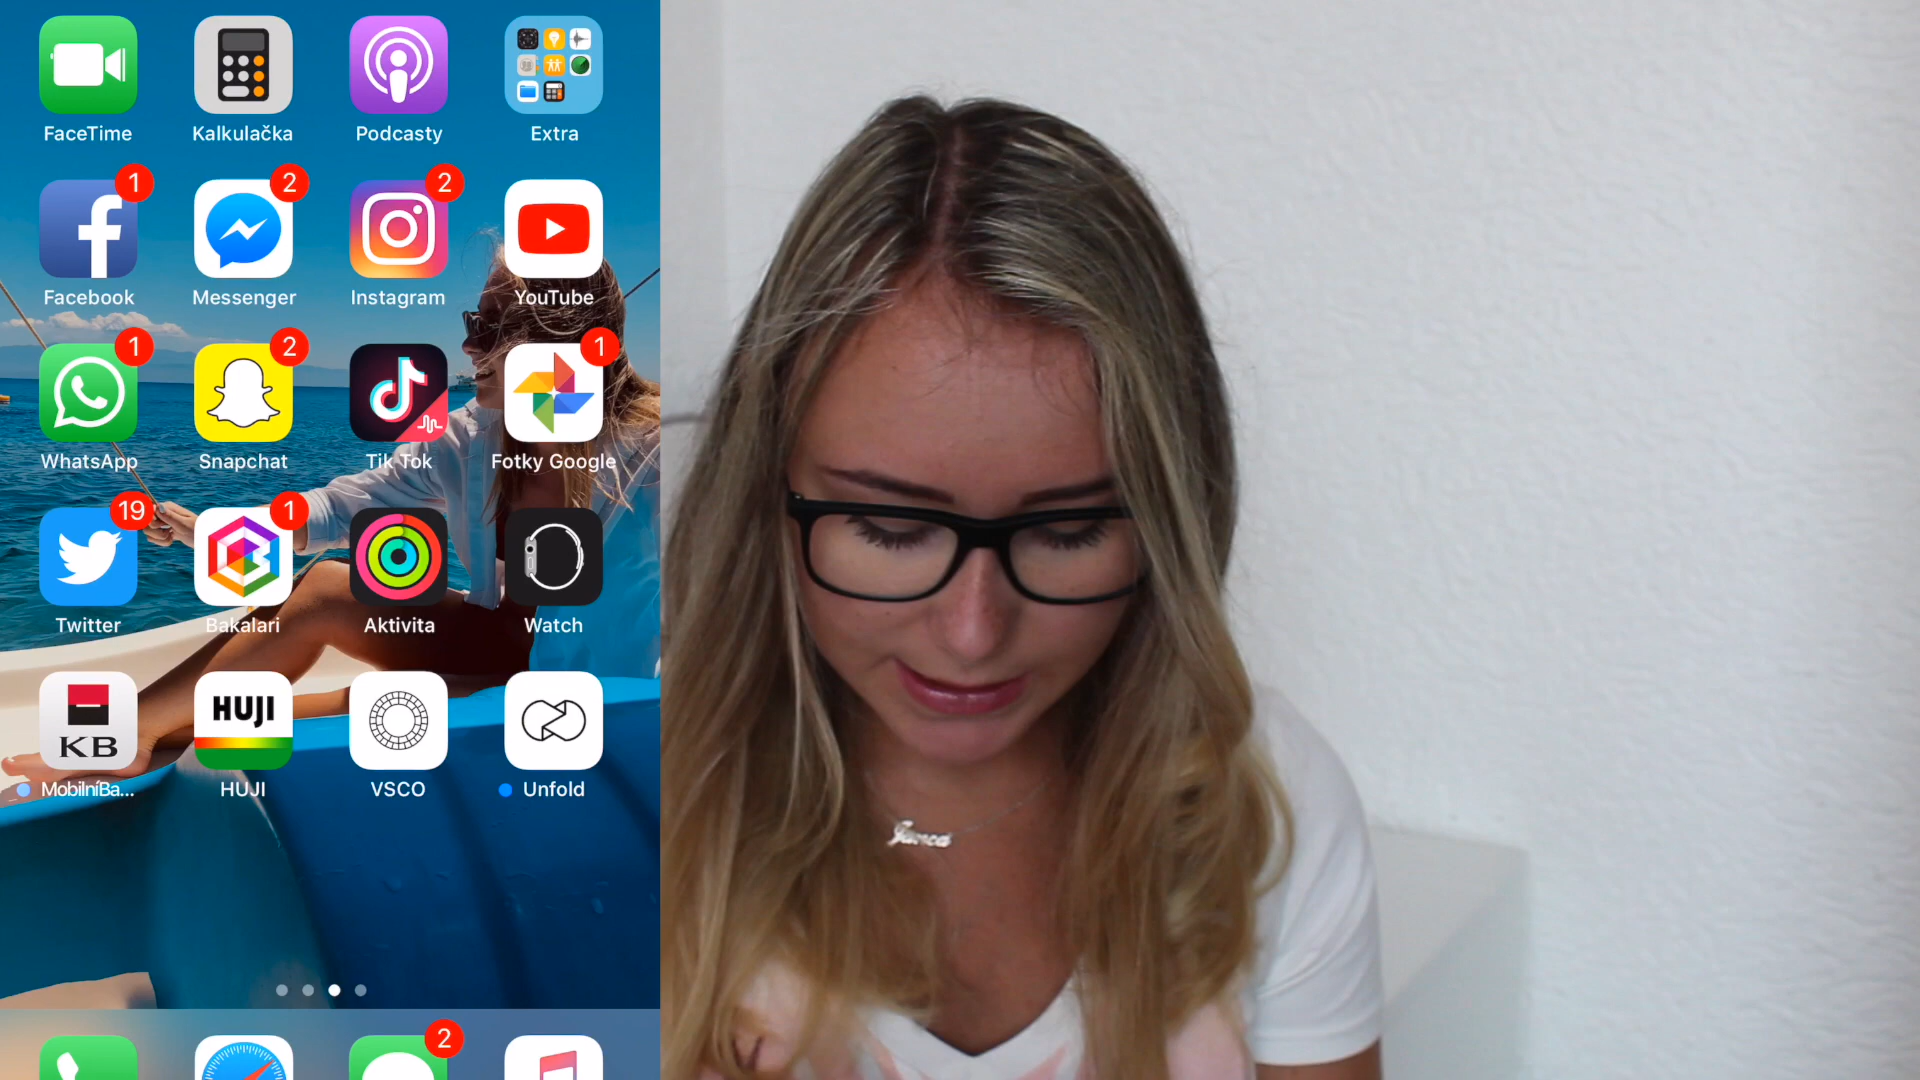 FaceTime Kalkulačka Podcasty Extra
1 2 2
Facebook Messenger Instagram YouTube
1 2 1
WhatsApp Snapchat Tik Tok Fotky Google
19 1
Twitter Bakalari Aktivita Watch
KB HUJI
MobilníBa... HUJI VSCO Unfold
2
Janca